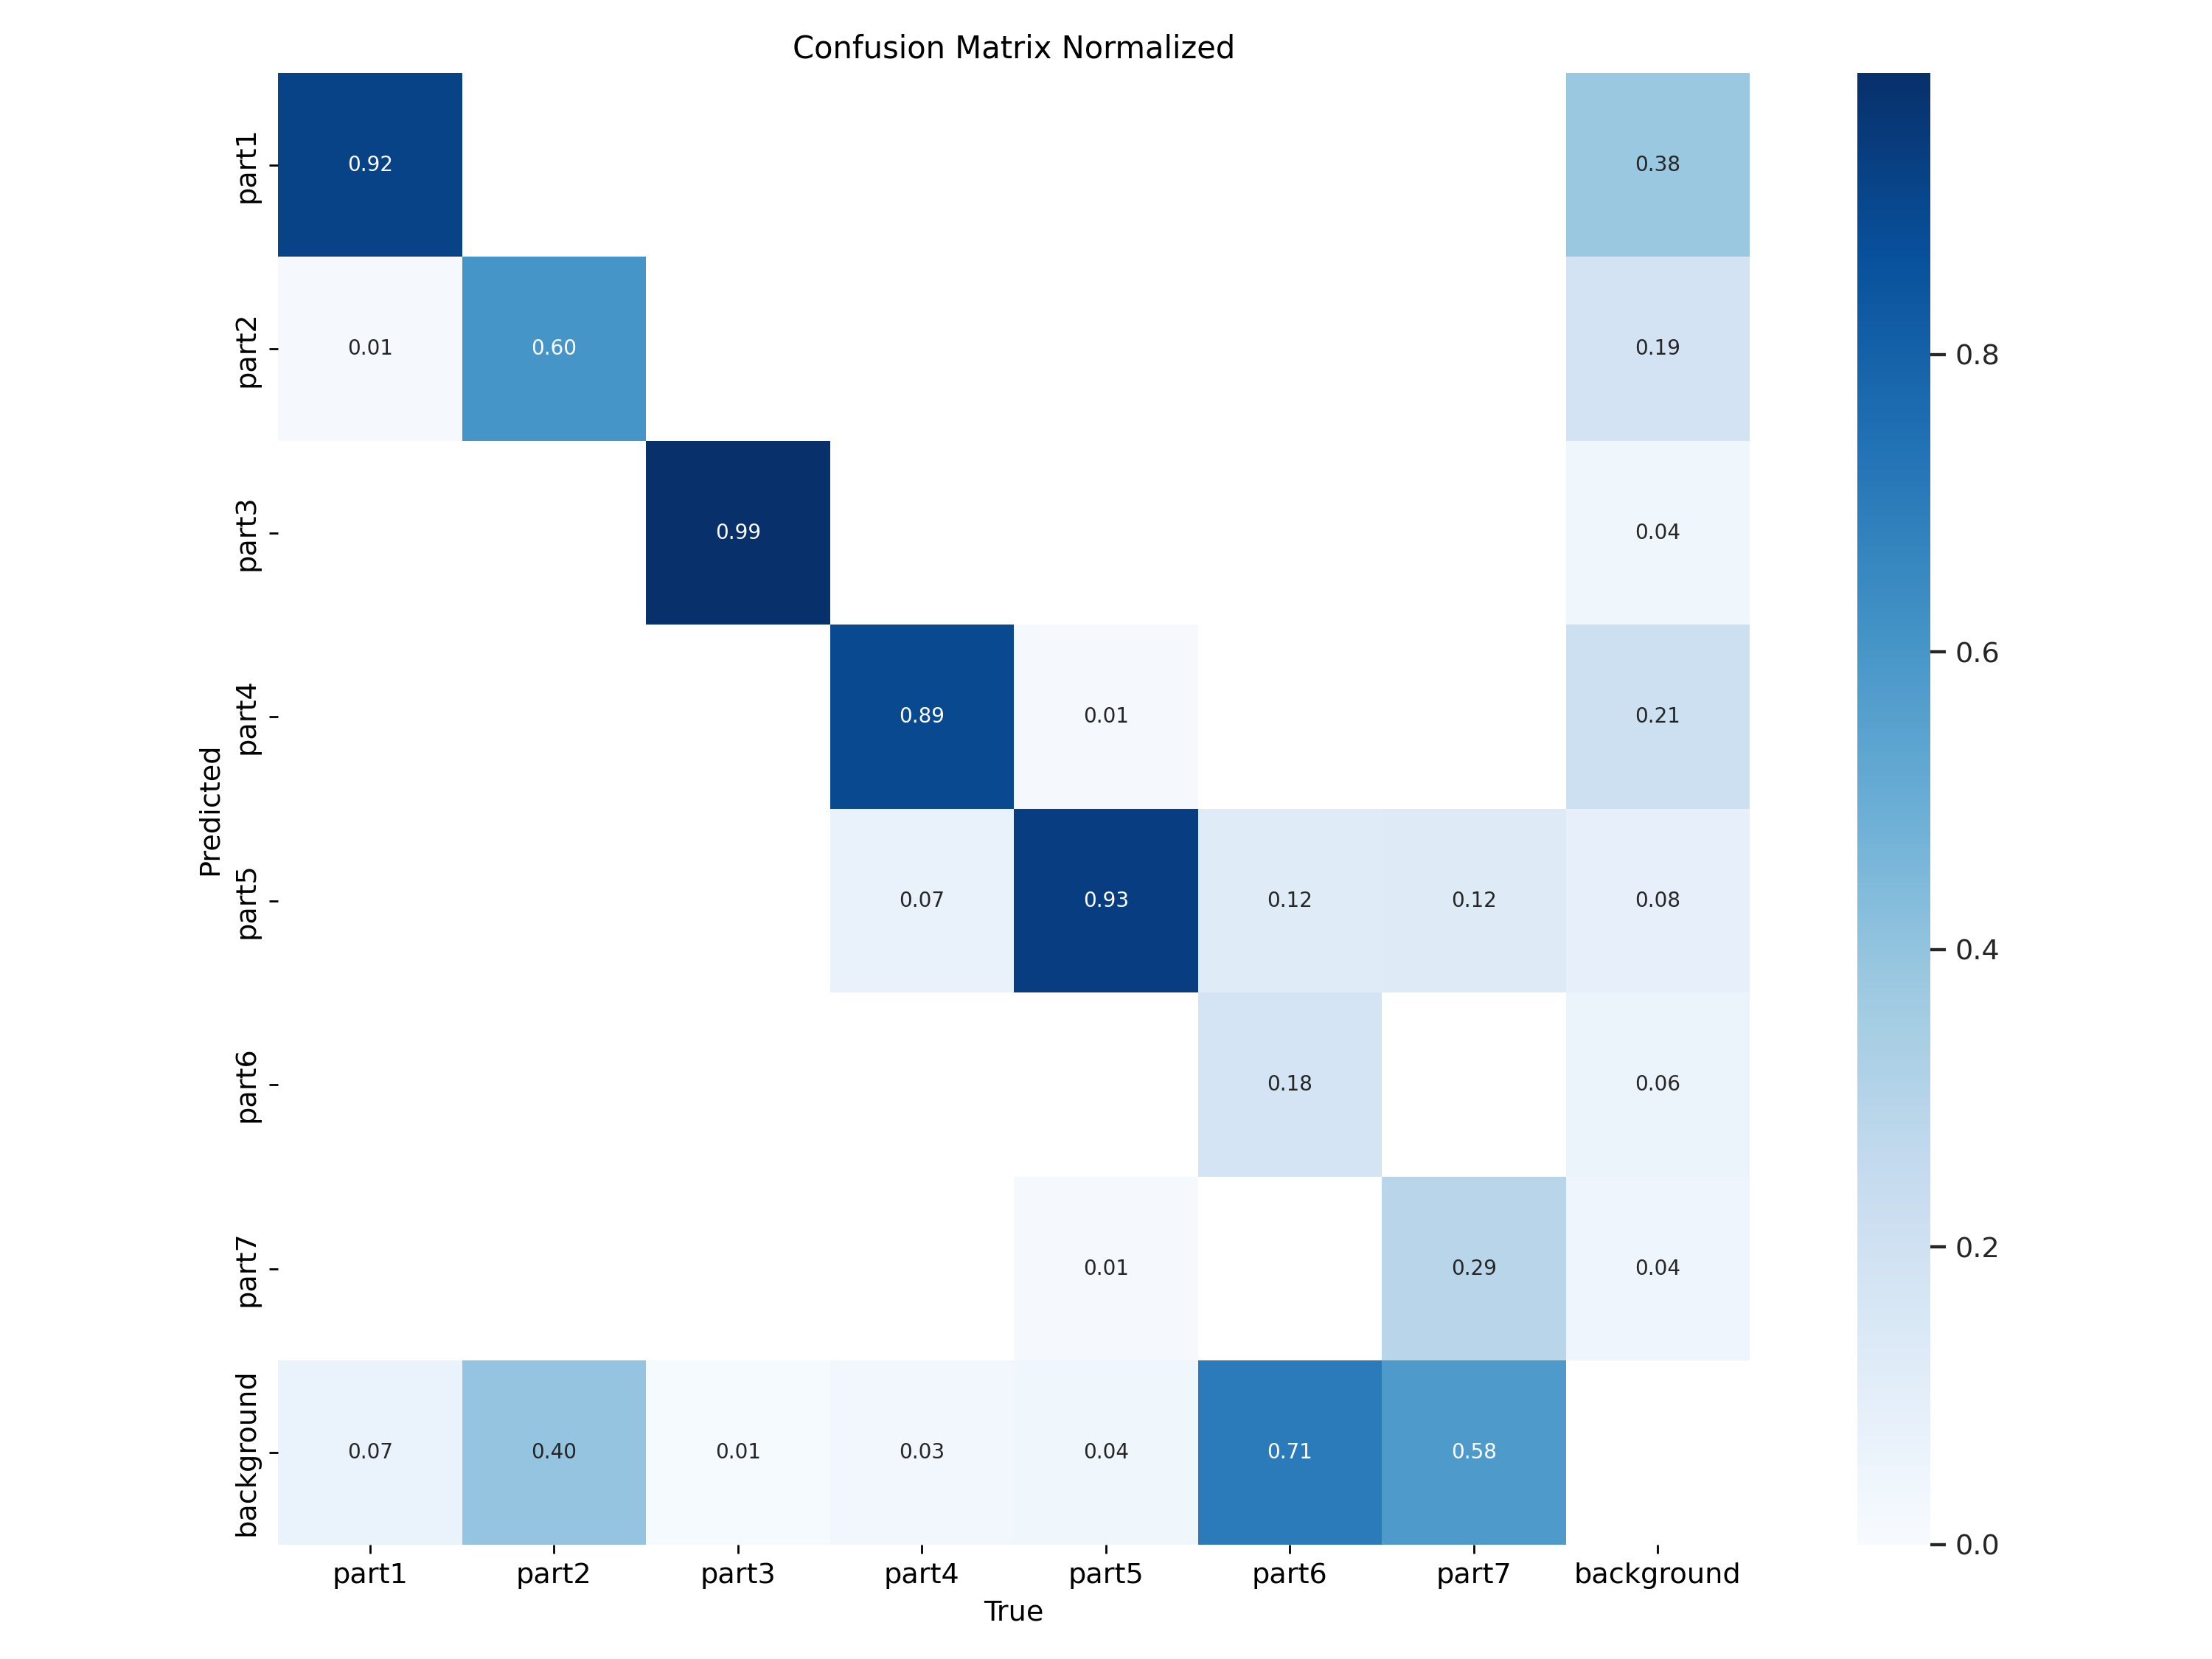 Confusion Matrix Normalized
part1
0.92
0.38
part2
0.01
0.60
0.19
0.8
part3
0.99
0.04
0.6
part4
0.89
0.01
0.21
Predicted
part5
0.07
0.93
0.12
0.12
0.08
0.4
part6
0.18
0.06
part7
0.01
0.29
0.04
0.2
background
0.07
0.40
0.01
0.03
0.04
0.71
0.58
0.0
part1 part2 part3 part4 part5 part6 part7 background
True